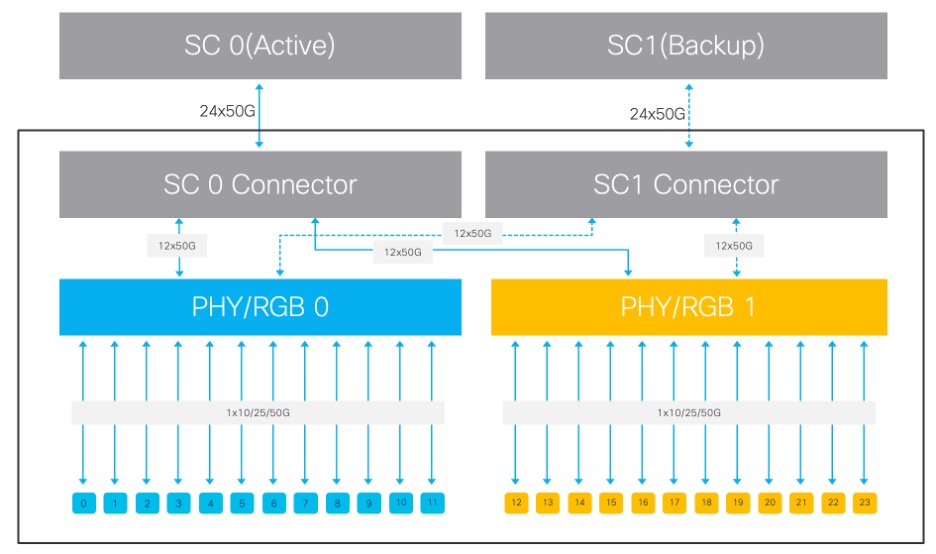 SC 0(Active)
SC1(Backup)
24x50G
24x50G
SC 0 Connector
SC1 Connector
12x50G
12x50G
12x50G
12x50G
PHY/RGB 0
PHY/RGB 1
1x10/25/50G
1x10/25/50G
0 1 2 3 4 5 6 7 8 9 10 11
12 13 14 15 16 17 18 19 20 21 22 23